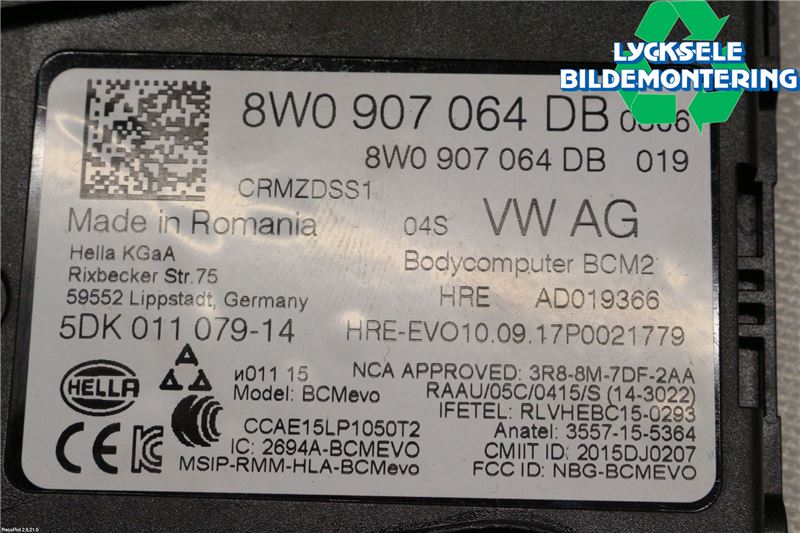 LYCKSELE
BILDEMONTERING
8W0 907 064 DB 0806
8W0 907 064 DB 019
CRMZDSS1
Made in Romania 04S VW AG
Hella KGaA
Rixbecker Str.75
59552 Lippstadt, Germany
Bodycomputer BCM2
HRE AD019366
5DK 011 079-14 HRE-EVO10.09.17P0021779
и011 15 NCA APPROVED: 3R8-8M-7DF-2AA
Model: BCMevo RAAU/05C/0415/S (14-3022)
HELLA IFETEL: RLVHEBC15-0293
CCAE15LP1050T2 Anatel: 3557-15-5364
CE IC: 2694A-BCMEVO CMIIT ID: 2015DJ0207
MSIP-RMM-HLA-BCMevo FCC ID: NBG-BCMEVO